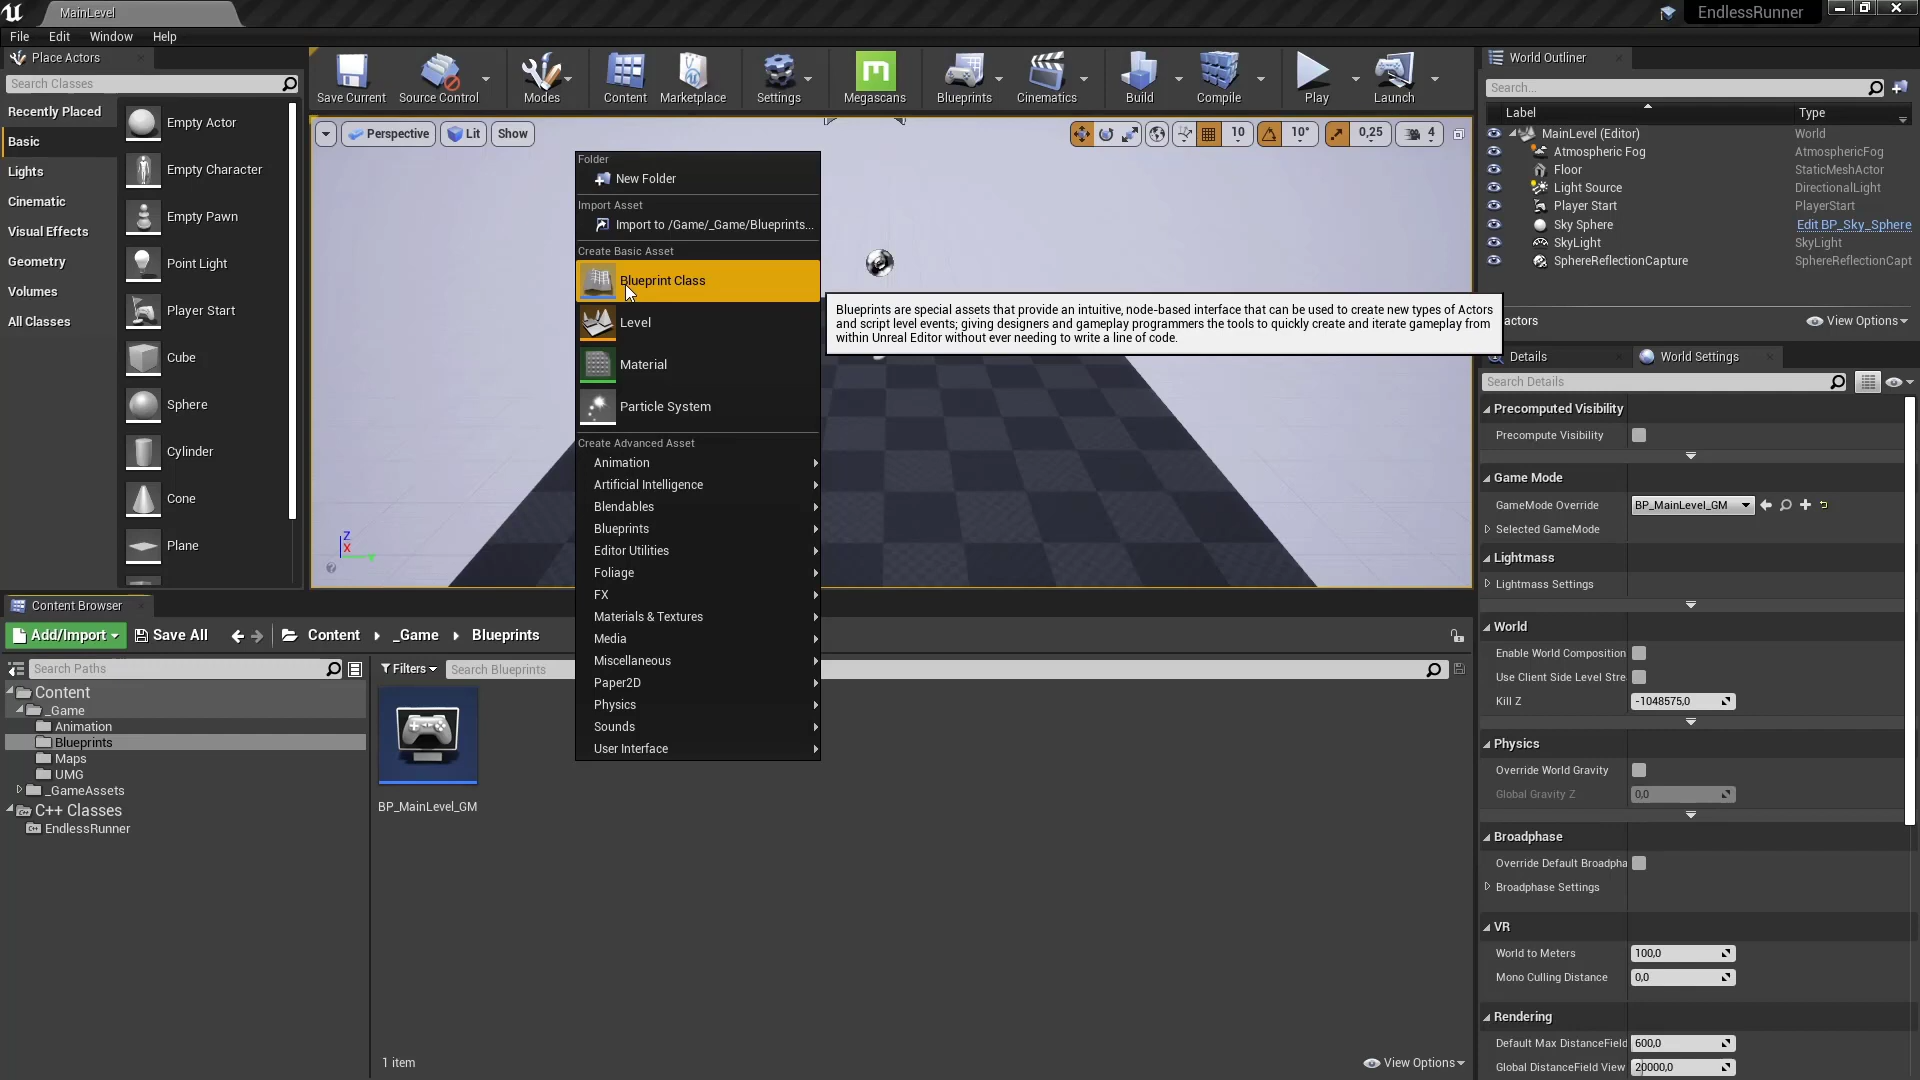 MainLevel
EndlessRunner
File Edit Window Help
Place Actors
Search Classes
Recently Placed
Basic
Lights
Cinematic
Visual Effects
Geometry
Volumes
All Classes
Empty Actor
Empty Character
Empty Pawn
Point Light
Player Start
Cube
Sphere
Cylinder
Cone
Plane
Save Current
Source Control
Modes
Content
Marketplace
Settings
Megascans
Blueprints
Cinematics
Build
Compile
Play
Launch
Perspective
Lit
Show
10
10°
0,25
4
Z
X
Folder
New Folder
Import Asset
Import to /Game/_Game/Blueprints...
Create Basic Asset
Blueprint Class
Level
Material
Particle System
Create Advanced Asset
Animation
Artificial Intelligence
Blendables
Blueprints
Editor Utilities
Foliage
FX
Materials & Textures
Media
Miscellaneous
Paper2D
Physics
Sounds
User Interface
Blueprints are special assets that provide an intuitive, node-based interface that can be used to create new types of Actors
and script level events; giving designers and gameplay programmers the tools to quickly create and iterate gameplay from
within Unreal Editor without ever needing to write a line of code.
World Outliner
Search...
Label Type
MainLevel (Editor) World
Atmospheric Fog AtmosphericFog
Floor StaticMeshActor
Light Source DirectionalLight
Player Start PlayerStart
Sky Sphere Edit BP_Sky_Sphere
SkyLight SkyLight
SphereReflectionCapture SphereReflectionCapt
actors
View Options
Details
World Settings
Search Details
Precomputed Visibility
Precompute Visibility
Game Mode
GameMode Override BP_MainLevel_GM
Selected GameMode
Lightmass
Lightmass Settings
World
Enable World Composition
Use Client Side Level Stre
Kill Z -1048575,0
Physics
Override World Gravity
Global Gravity Z 0,0
Broadphase
Override Default Broadpha
Broadphase Settings
VR
World to Meters 100,0
Mono Culling Distance 0,0
Rendering
Default Max DistanceField 600,0
Global DistanceField View 20000,0
Content Browser
Add/Import
Save All
Content
_Game
Blueprints
Search Paths
Filters
Search Blueprints
Content
_Game
Animation
Blueprints
Maps
UMG
_GameAssets
C++ Classes
EndlessRunner
BP_MainLevel_GM
1 item
View Options